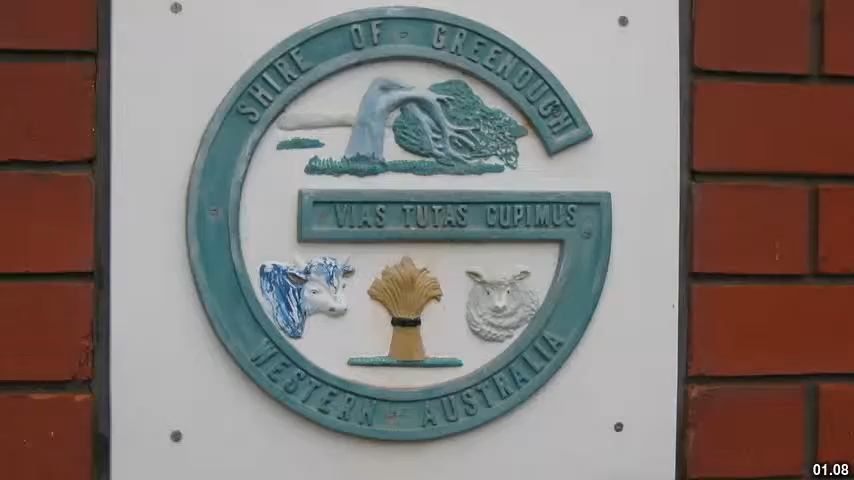 SHIRE OF GREENOUGH
VIAS TUTAS CUPIMUS
WESTERN AUSTRALIA
01.08